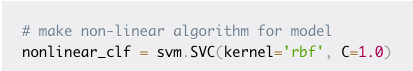 # make non-linear algorithm for model
nonlinear_clf = svm.SVC(kernel='rbf', C=1.0)